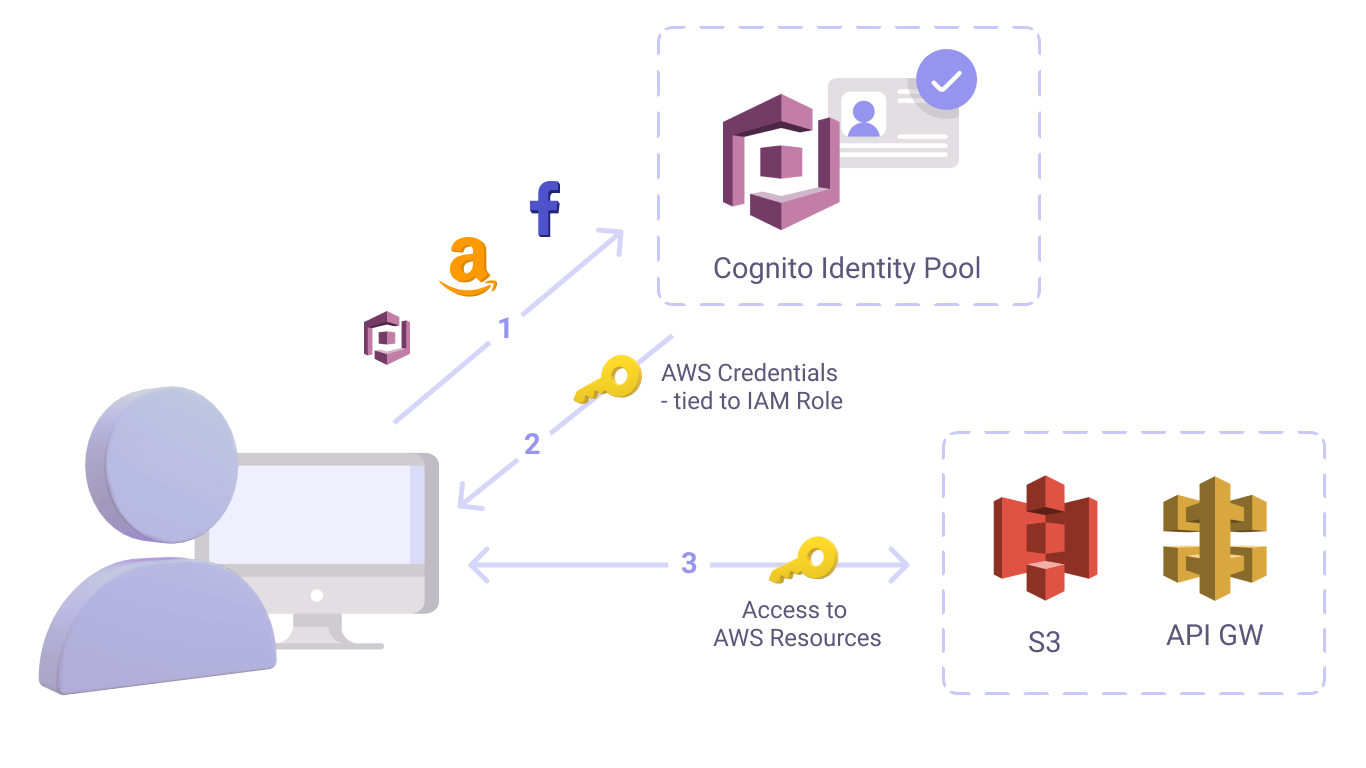 Cognito Identity Pool
1
AWS Credentials
- tied to IAM Role
2
3
Access to
AWS Resources
S3
API GW